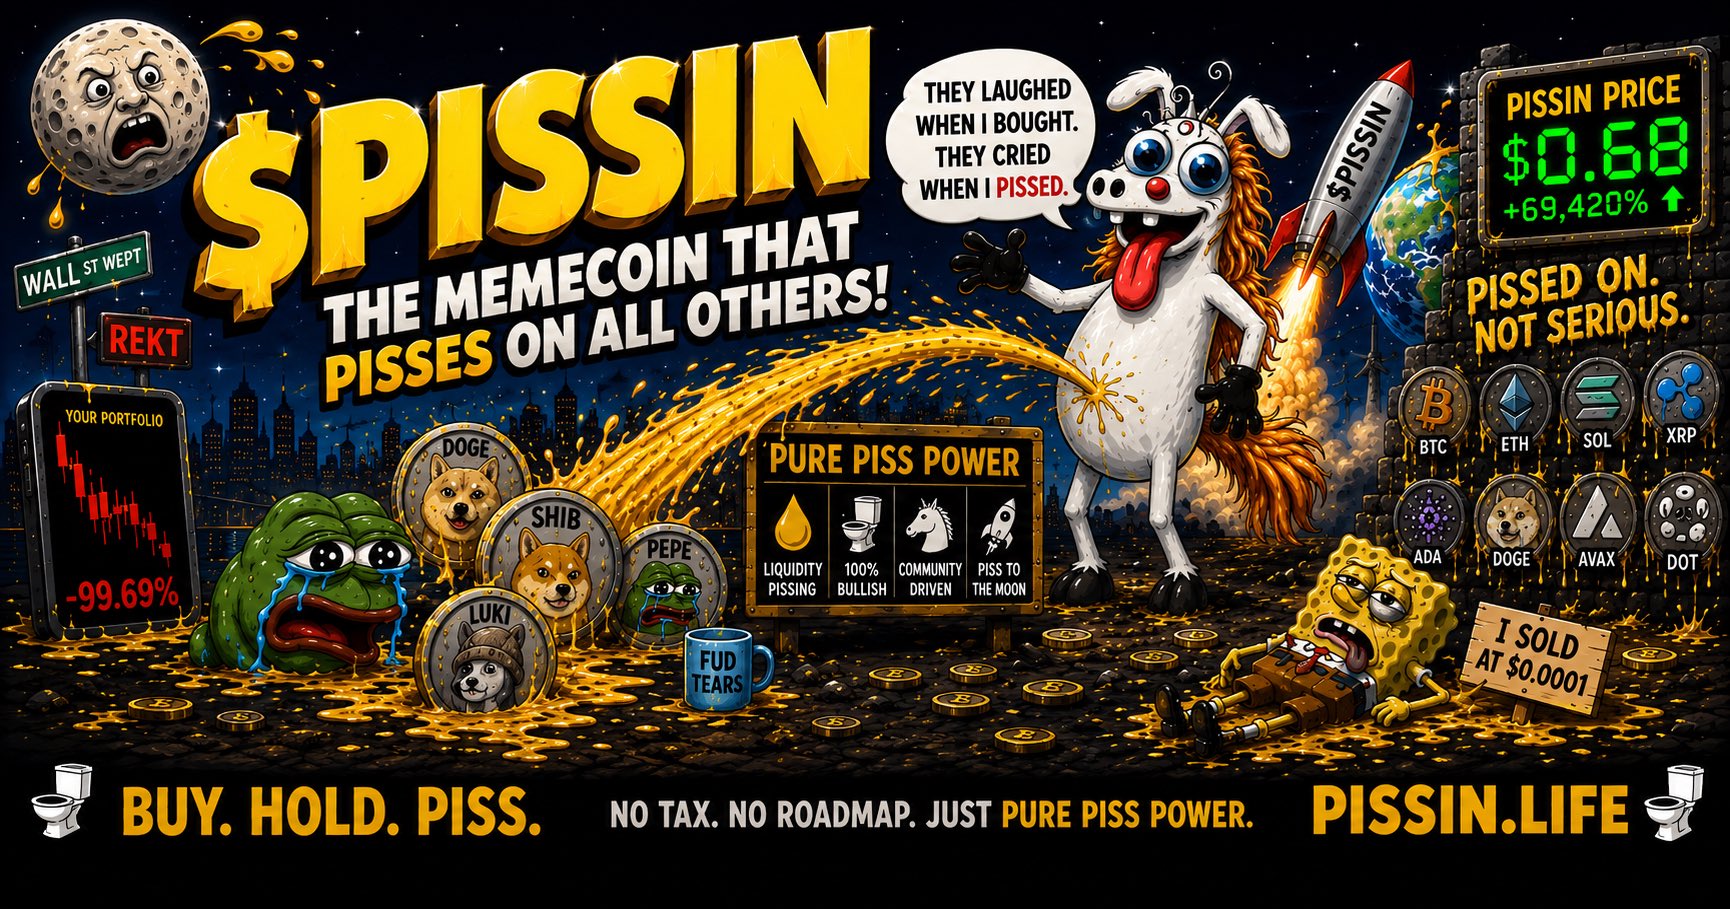 $PISSIN
THE MEMECOIN THAT
PISSES ON ALL OTHERS!
THEY LAUGHED
WHEN I BOUGHT.
THEY CRIED
WHEN I PISSED.
$PISSIN
PISSIN PRICE
$0.68
+69,420%
PISSED ON.
NOT SERIOUS.
WALL ST WEPT
REKT
YOUR PORTFOLIO
-99.69%
DOGE
SHIB
PEPE
LUKI
FUD
TEARS
PURE PISS POWER
LIQUIDITY
PISSING
100%
BULLISH
COMMUNITY
DRIVEN
PISS TO
THE MOON
BTC
ETH
SOL
XRP
ADA
DOGE
AVAX
DOT
I SOLD
AT $0.0001
BUY. HOLD. PISS.
NO TAX. NO ROADMAP. JUST PURE PISS POWER.
PISSIN.LIFE